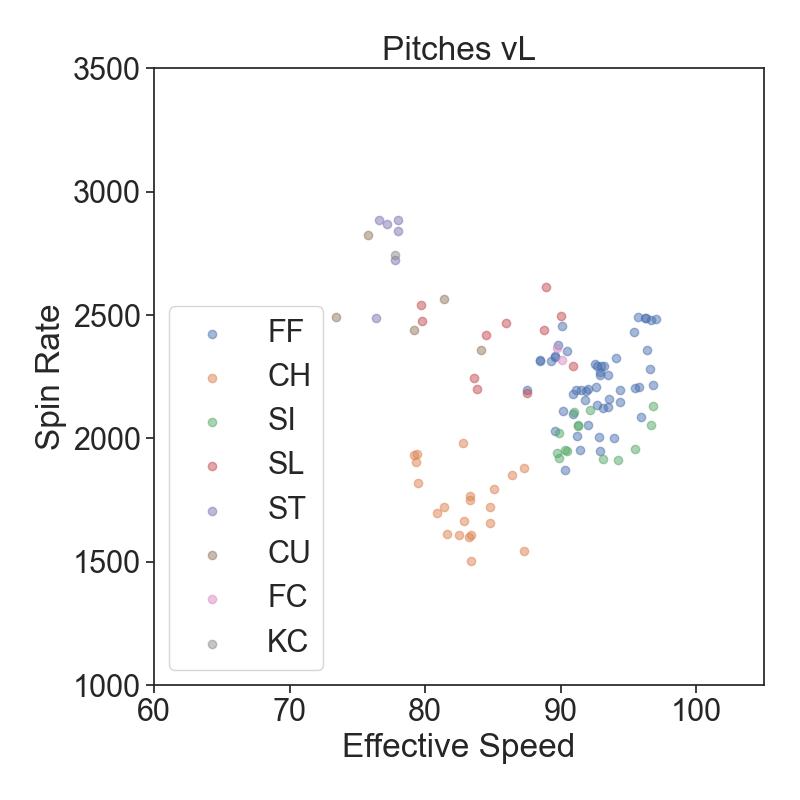 Pitches vL
3500
3000
2500
2000
1500
1000
Spin Rate
FF
CH
SI
SL
ST
CU
FC
KC
60
70
80
90
100
Effective Speed